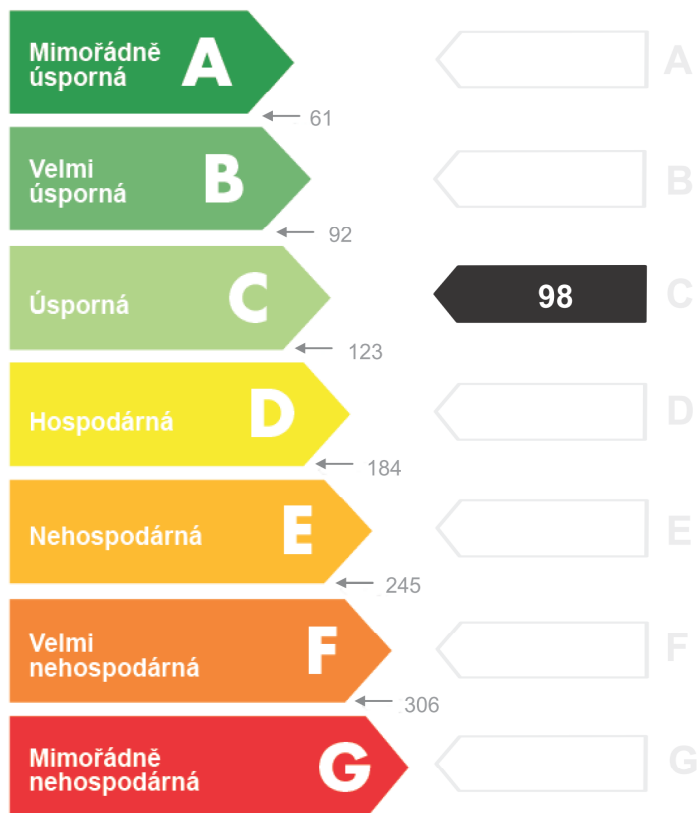 Mimořádně
úsporná
A
A
61
Velmi
úsporná
B
B
92
Úsporná
C
98
C
123
Hospodárná
D
D
184
Nehospodárná
E
E
245
Velmi
nehospodárná
F
F
306
Mimořádně
nehospodárná
G
G